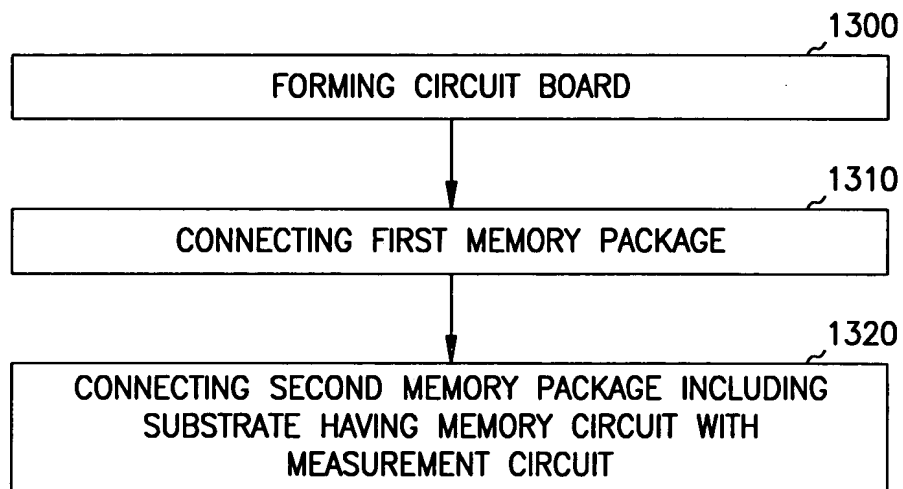 1300
FORMING CIRCUIT BOARD
1310
CONNECTING FIRST MEMORY PACKAGE
1320
CONNECTING SECOND MEMORY PACKAGE INCLUDING
SUBSTRATE HAVING MEMORY CIRCUIT WITH
MEASUREMENT CIRCUIT